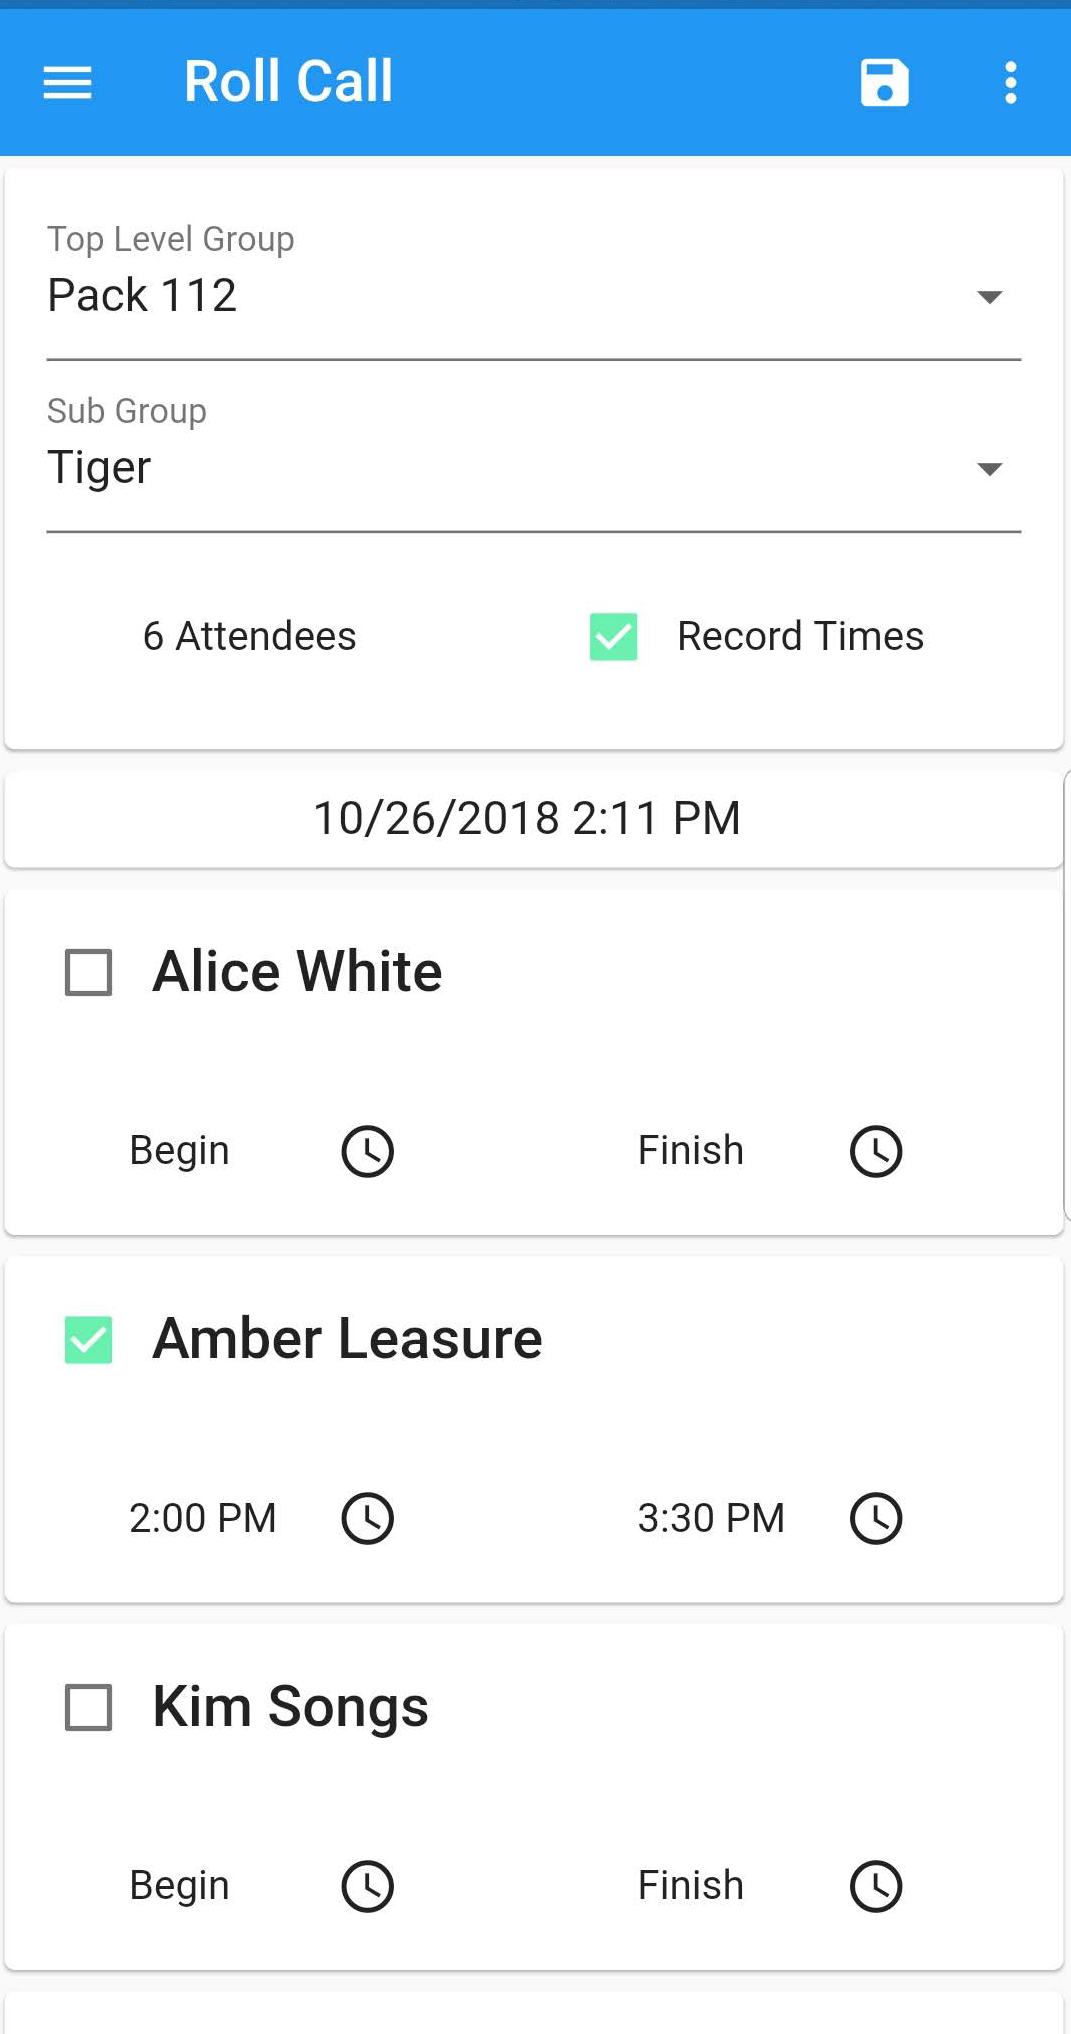 Roll Call
Top Level Group
Pack 112
Sub Group
Tiger
6 Attendees Record Times
10/26/2018 2:11 PM
Alice White
Begin Finish
Amber Leasure
2:00 PM 3:30 PM
Kim Songs
Begin Finish